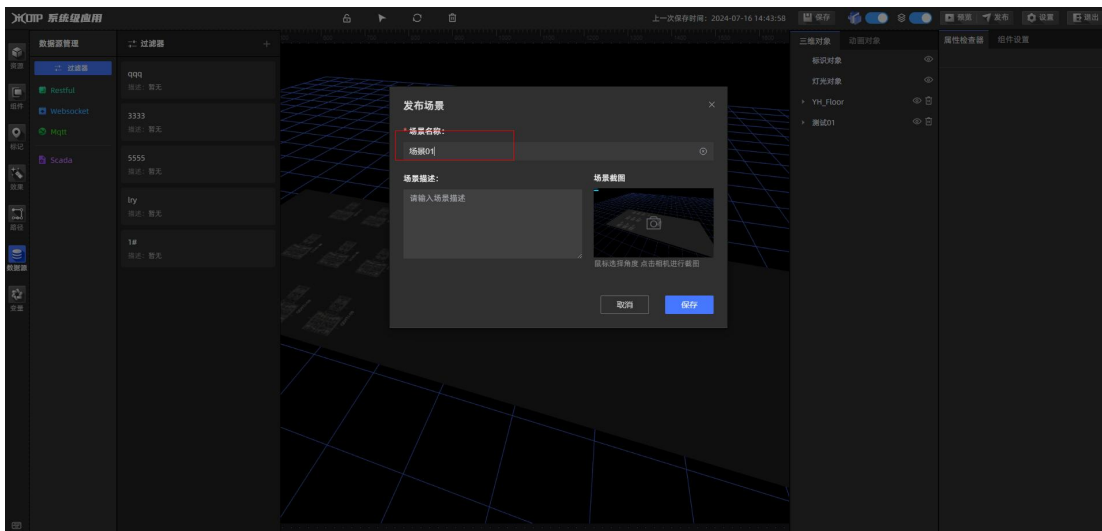 DTP 系统级应用
上一次保存时间：2024-07-16 14:43:58
保存
预览
发布
设置
退出
资源
组件
标记
效果
路径
数据源
变量
数据源管理
过滤器
Restful
Websocket
Mqtt
Scada
过滤器
+
qqq
描述：暂无
3333
描述：暂无
5555
描述：暂无
lry
描述：暂无
1#
描述：暂无
发布场景
* 场景名称：
场景01
场景描述：
请输入场景描述
场景截图
鼠标选择角度 点击相机进行截图
取消
保存
三维对象
动画对象
标识对象
灯光对象
YH_Floor
测试01
属性检查器
组件设置